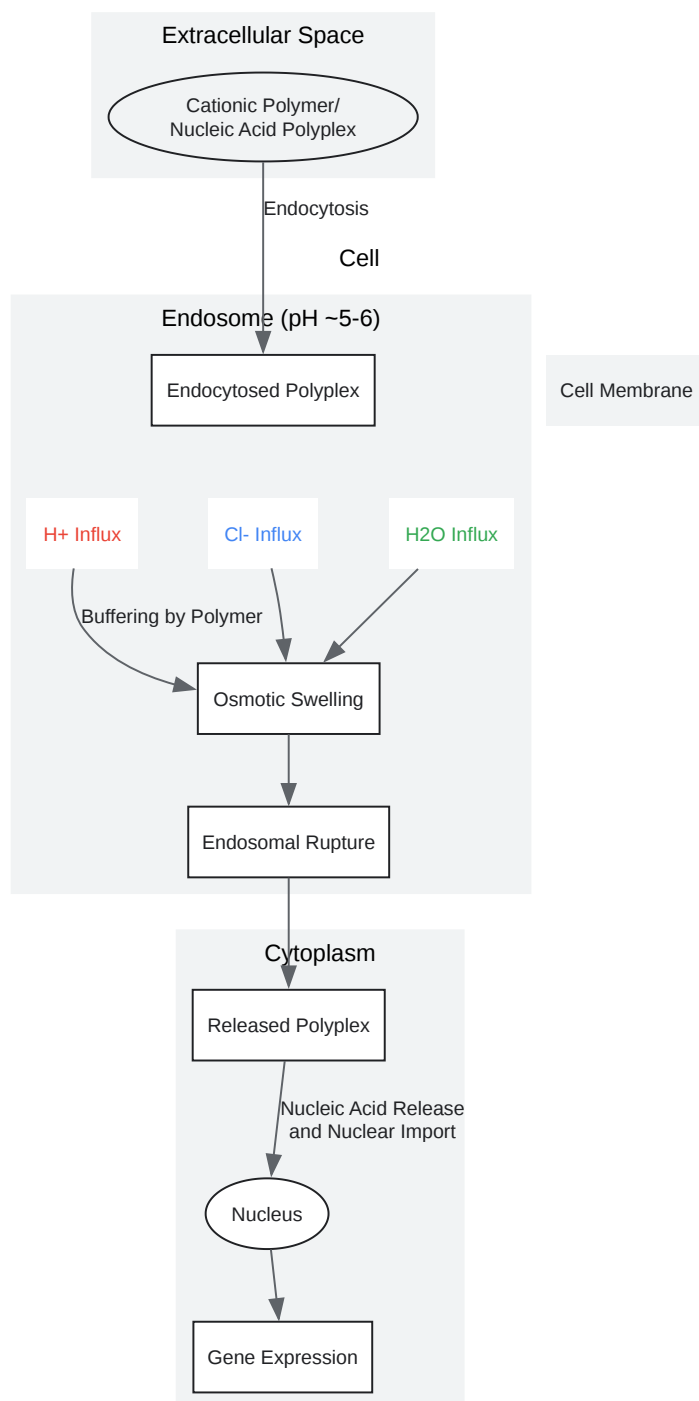 Extracellular Space
Cationic Polymer/
Nucleic Acid Polyplex
Endocytosis
Cell
Endosome (pH ~5-6)
Endocytosed Polyplex
Cell Membrane
H+ Influx
Cl- Influx
H2O Influx
Buffering by Polymer
Osmotic Swelling
Endosomal Rupture
Cytoplasm
Released Polyplex
Nucleic Acid Release
and Nuclear Import
Nucleus
Gene Expression